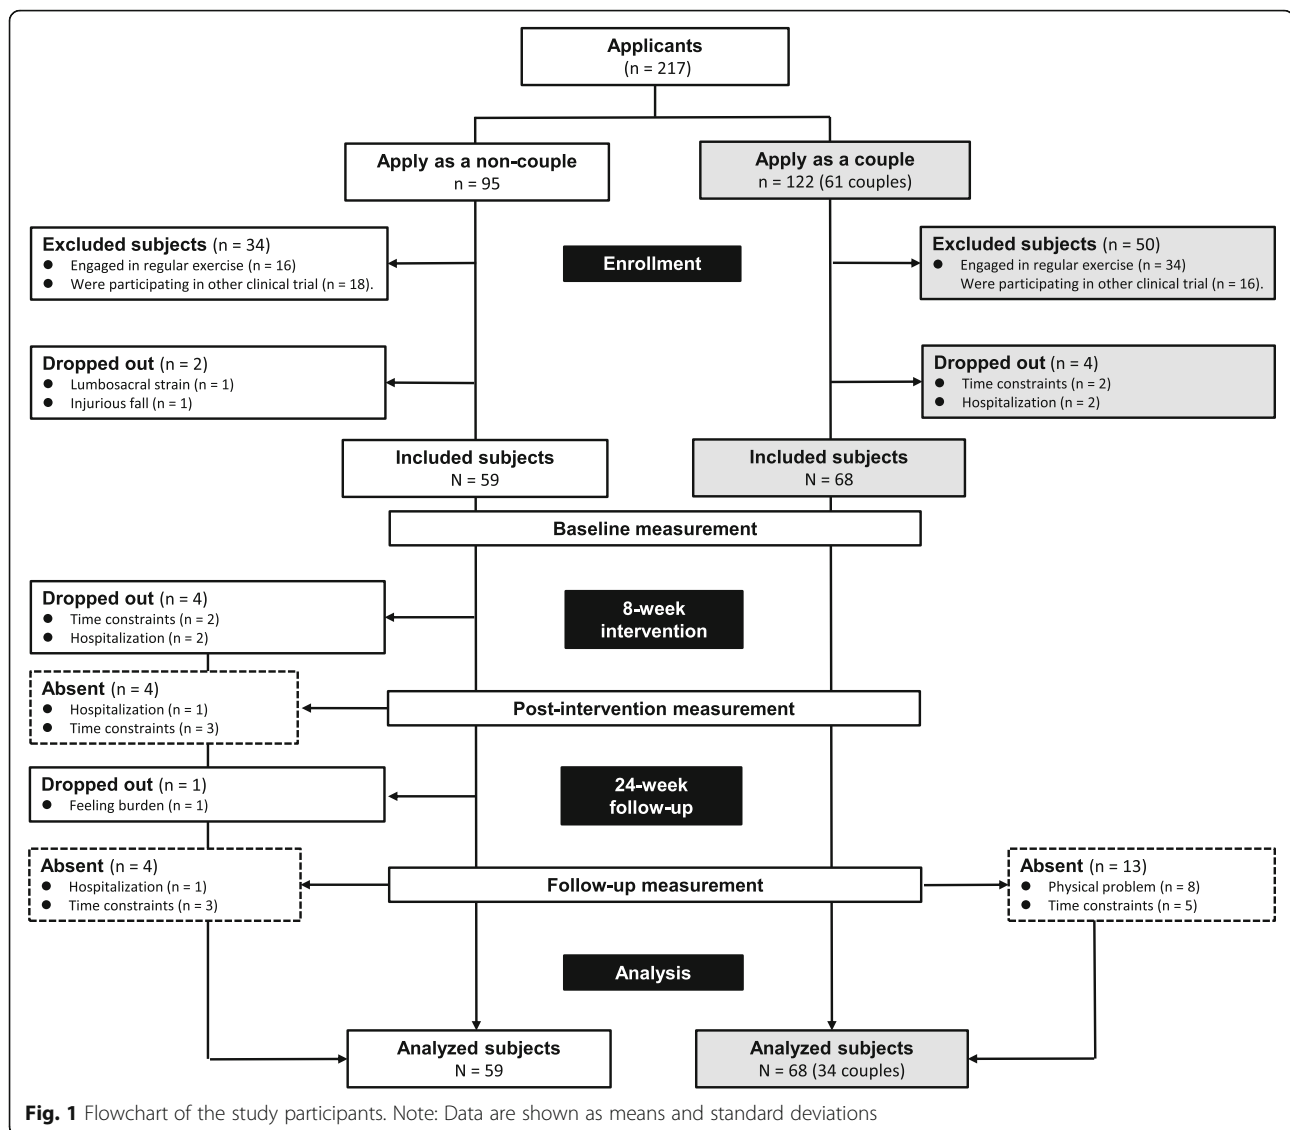 Applicants
(n = 217)
Apply as a non-couple
n = 95
Apply as a couple
n = 122 (61 couples)
Excluded subjects (n = 34)
● Engaged in regular exercise (n = 16)
● Were participating in other clinical trial (n = 18).
Enrollment
Excluded subjects (n = 50)
● Engaged in regular exercise (n = 34)
Were participating in other clinical trial (n = 16).
Dropped out (n = 2)
● Lumbosacral strain (n = 1)
● Injurious fall (n = 1)
Dropped out (n = 4)
● Time constraints (n = 2)
● Hospitalization (n = 2)
Included subjects
N = 59
Included subjects
N = 68
Baseline measurement
Dropped out (n = 4)
● Time constraints (n = 2)
● Hospitalization (n = 2)
8-week
intervention
Absent (n = 4)
● Hospitalization (n = 1)
● Time constraints (n = 3)
Post-intervention measurement
Dropped out (n = 1)
● Feeling burden (n = 1)
24-week
follow-up
Absent (n = 4)
● Hospitalization (n = 1)
● Time constraints (n = 3)
Follow-up measurement
Absent (n = 13)
● Physical problem (n = 8)
● Time constraints (n = 5)
Analysis
Analyzed subjects
N = 59
Analyzed subjects
N = 68 (34 couples)
Fig. 1 Flowchart of the study participants. Note: Data are shown as means and standard deviations